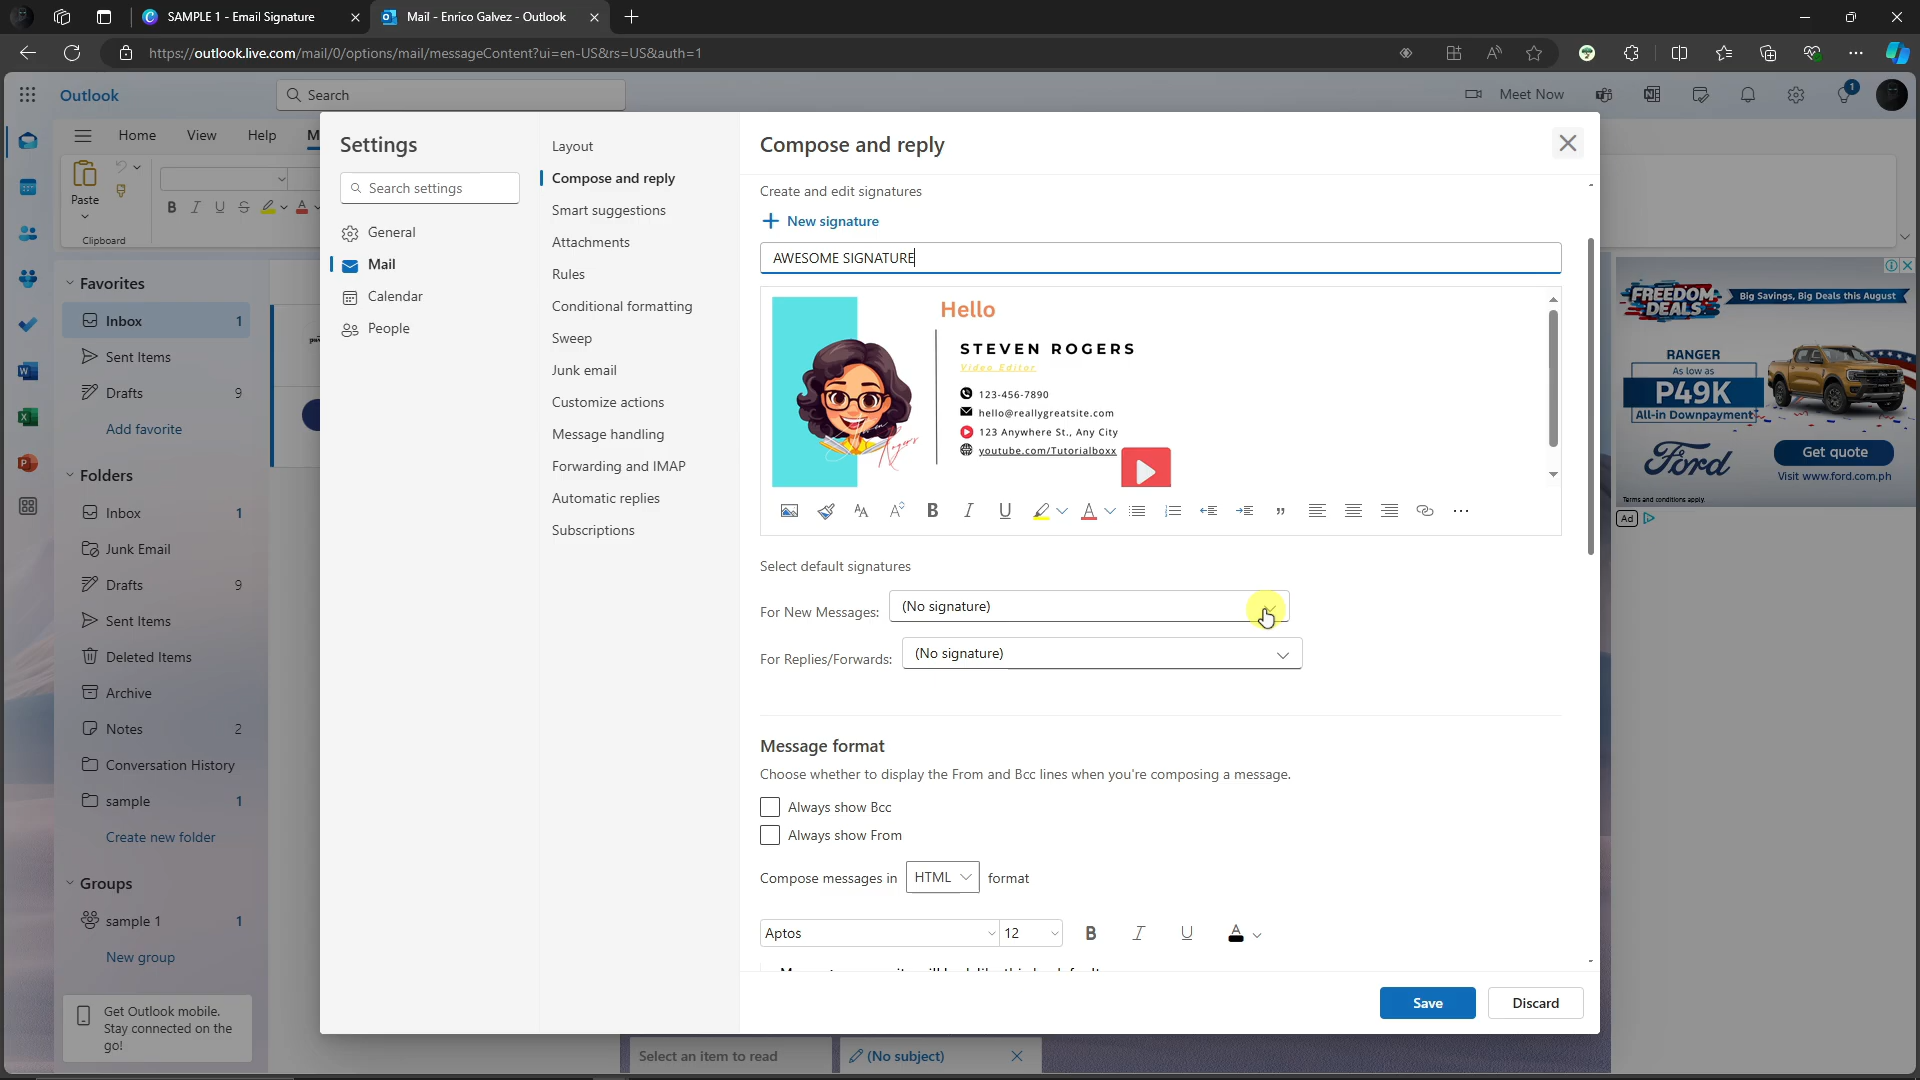 SAMPLE 1 - Email Signature
Mail - Enrico Galvez - Outlook
https://outlook.live.com/mail/0/options/mail/messageContent?ui=en-US&rs=US&auth=1
Outlook
Search
Meet Now
1
Home
View
Help
M
Paste
Clipboard
Favorites
Inbox 1
Sent Items
Drafts 9
Add favorite
Folders
Inbox 1
Junk Email
Drafts 9
Sent Items
Deleted Items
Archive
Notes 2
Conversation History
sample 1
Create new folder
Groups
sample 1 1
New group
Get Outlook mobile.
Stay connected on the
go!
Settings
Search settings
General
Mail
Calendar
People
Layout
Compose and reply
Smart suggestions
Attachments
Rules
Conditional formatting
Sweep
Junk email
Customize actions
Message handling
Forwarding and IMAP
Automatic replies
Subscriptions
Compose and reply
Create and edit signatures
New signature
AWESOME SIGNATURE
Hello
STEVEN ROGERS
Video Editor
123-456-7890
hello@reallygreatsite.com
123 Anywhere St., Any City
youtube.com/Tutorialboxx
Select default signatures
For New Messages: (No signature)
For Replies/Forwards: (No signature)
Message format
Choose whether to display the From and Bcc lines when you're composing a message.
Always show Bcc
Always show From
Compose messages in HTML format
Aptos 12
Save
Discard
Select an item to read
(No subject)
FREEDOM DEALS
Big Savings, Big Deals this August
RANGER
As low as
P49K
All-in Downpayment
Ford
Get quote
Visit www.ford.com.ph
Terms and conditions apply.
Ad